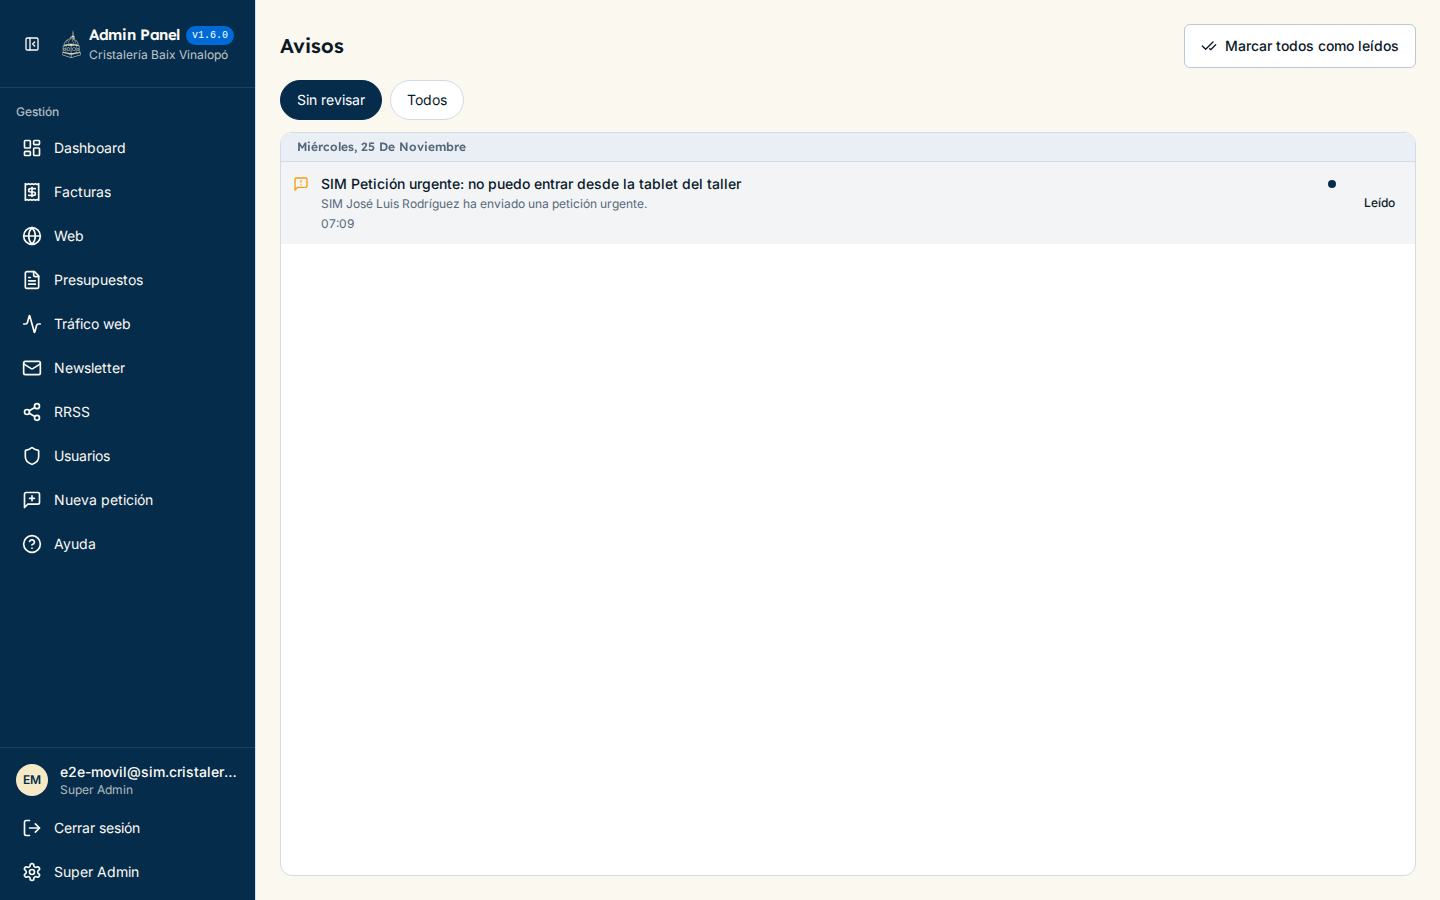 Admin Panel v1.6.0
Cristalería Baix Vinalopó
Gestión
Dashboard
Facturas
Web
Presupuestos
Tráfico web
Newsletter
RRSS
Usuarios
Nueva petición
Ayuda
EM
e2e-movil@sim.cristaler...
Super Admin
Cerrar sesión
Super Admin
Avisos
Marcar todos como leídos
Sin revisar
Todos
Miércoles, 25 De Noviembre
SIM Petición urgente: no puedo entrar desde la tablet del taller
SIM José Luis Rodríguez ha enviado una petición urgente.
07:09
Leído